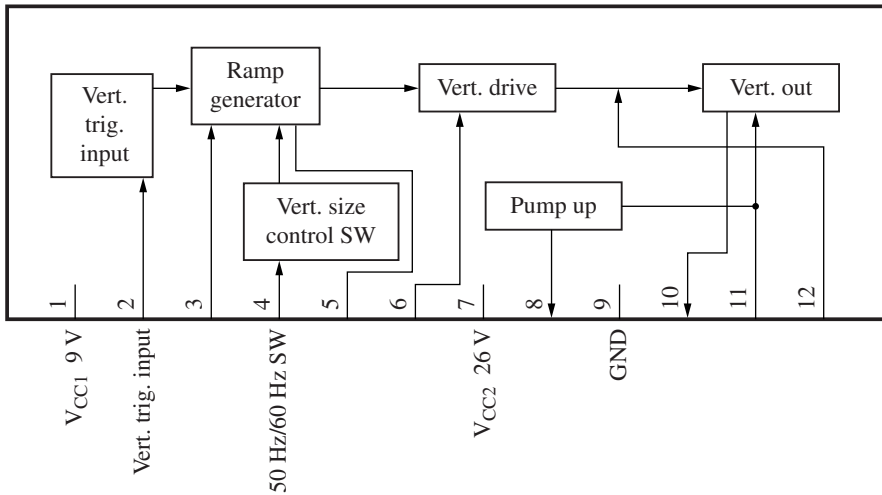 Vert.
trig.
input
Ramp
generator
Vert. drive
Vert. out
Vert. size
control SW
Pump up
1
2
3
4
5
6
7
8
9
10
11
12
VCC1 9 V
Vert. trig. input
50 Hz/60 Hz SW
VCC2 26 V
GND